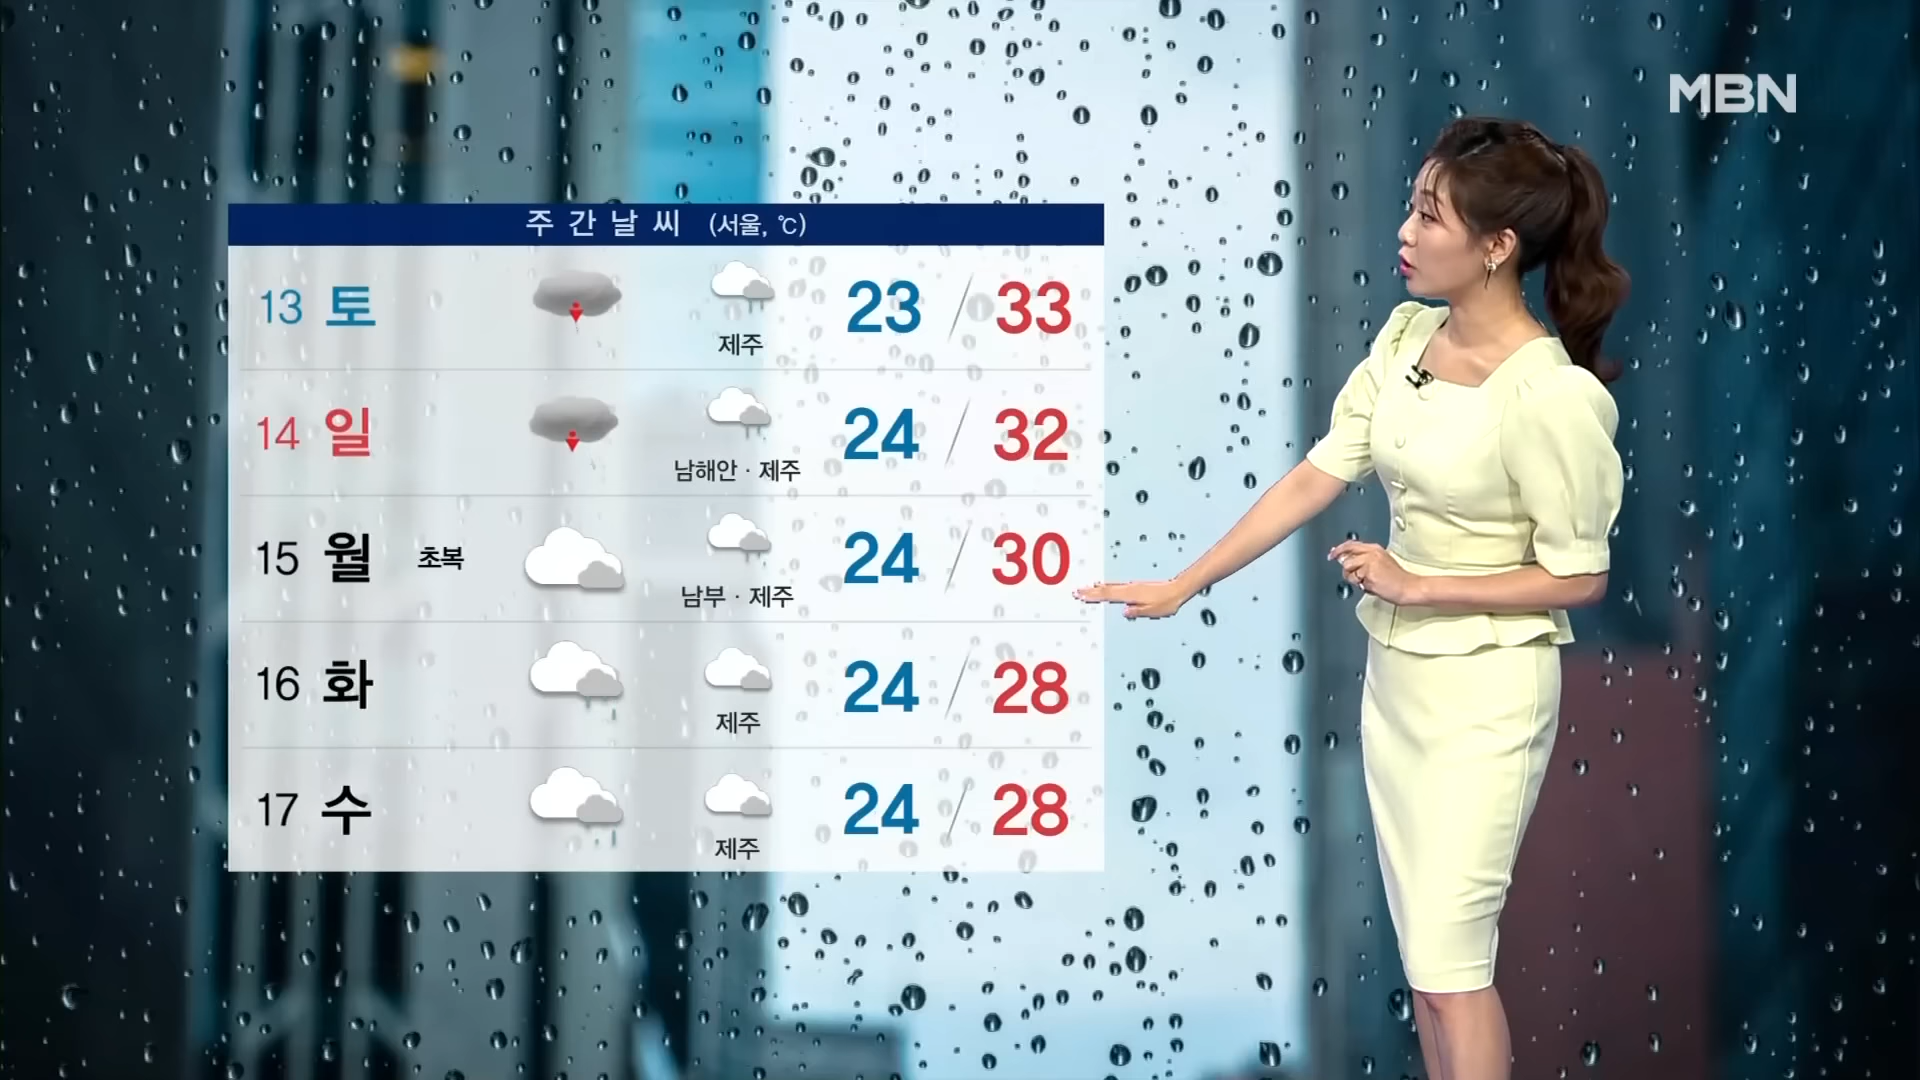 MBN
주간날씨 (서울, ℃)
13 토 제주 23 / 33
14 일 남해안 · 제주 24 / 32
15 월 초복 남부 · 제주 24 / 30
16 화 제주 24 / 28
17 수 제주 24 / 28